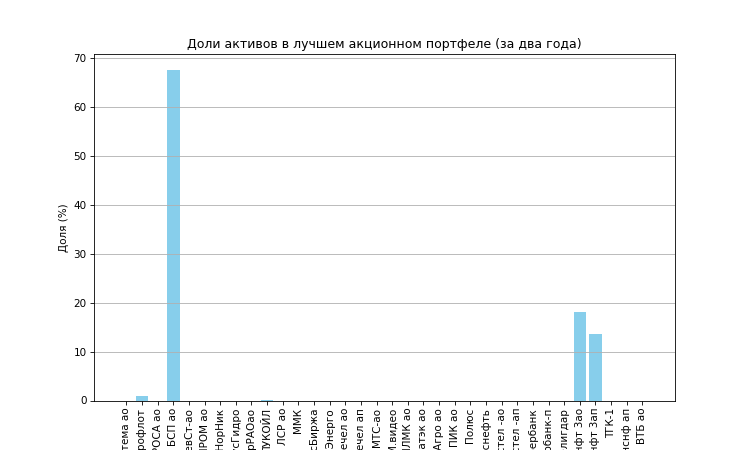 Доли активов в лучшем акционном портфеле (за два года)
Доля (%)
70
60
50
40
30
20
10
0
тема ао
рофлот
РОСА ао
БСП ао
евСт-ао
ПРОМ ао
НорНик
сГидро
рРАОао
ЛУКОЙЛ
ЛСР ао
ММК
сБиржа
Энерго
ечел ао
ечел ап
МТС-ао
М.видео
ЛМК ао
атэк ао
Агро ао
ПИК ао
Полюс
снефть
стел -ао
стел -ап
ербанк
рбанк-п
лигдар
нфт 3ао
нфт 3ап
ТГК-1
нснф ап
ВТБ ао